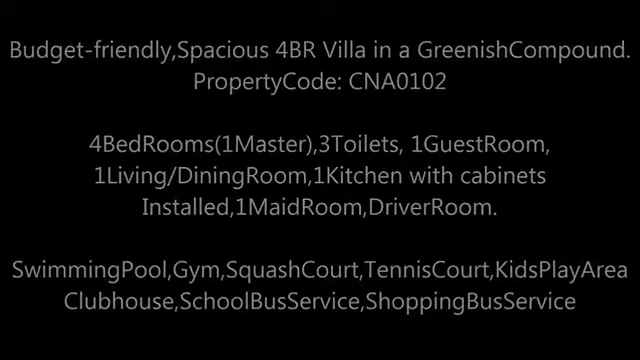 Budget-friendly,Spacious 4BR Villa in a GreenishCompound.
PropertyCode: CNA0102
4BedRooms(1Master),3Toilets, 1GuestRoom,
1Living/DiningRoom,1Kitchen with cabinets
Installed,1MaidRoom,DriverRoom.
SwimmingPool,Gym,SquashCourt,TennisCourt,KidsPlayArea
Clubhouse,SchoolBusService,ShoppingBusService